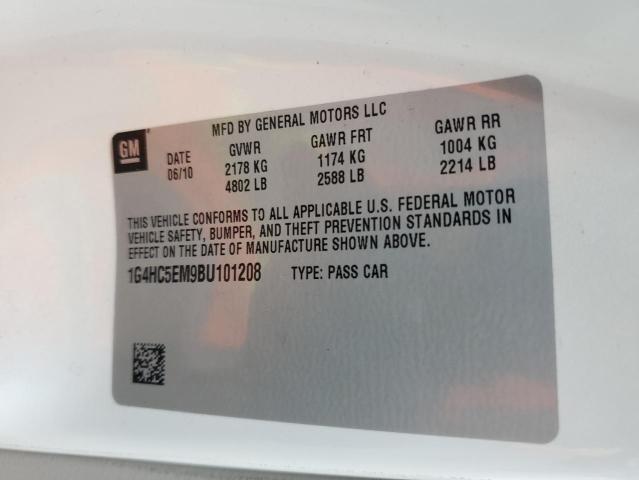 MFD BY GENERAL MOTORS LLC
GM
DATE GVWR GAWR FRT GAWR RR
06/10 2178 KG 1174 KG 1004 KG
4802 LB 2588 LB 2214 LB
THIS VEHICLE CONFORMS TO ALL APPLICABLE U.S. FEDERAL MOTOR
VEHICLE SAFETY, BUMPER, AND THEFT PREVENTION STANDARDS IN
EFFECT ON THE DATE OF MANUFACTURE SHOWN ABOVE.
1G4HC5EM9BU101208 TYPE: PASS CAR